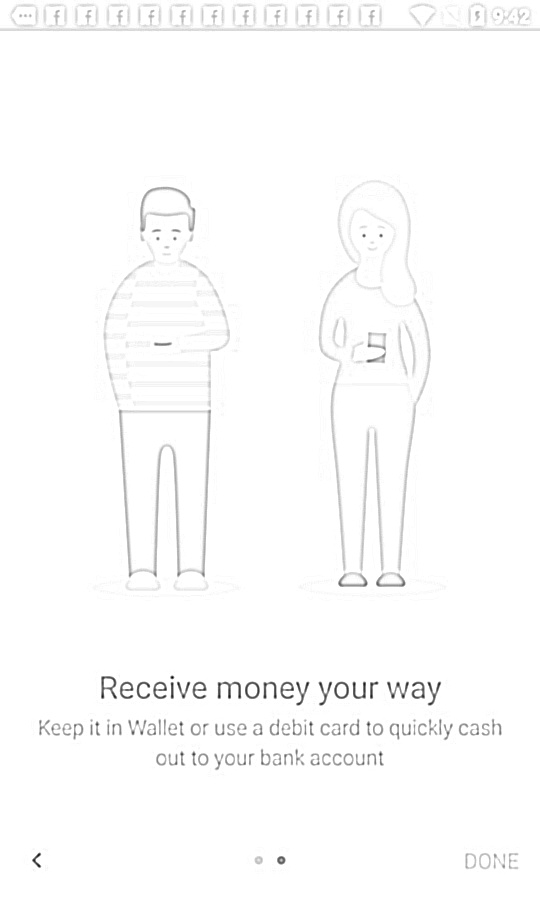 9:42
Receive money your way
Keep it in Wallet or use a debit card to quickly cash
out to your bank account
DONE